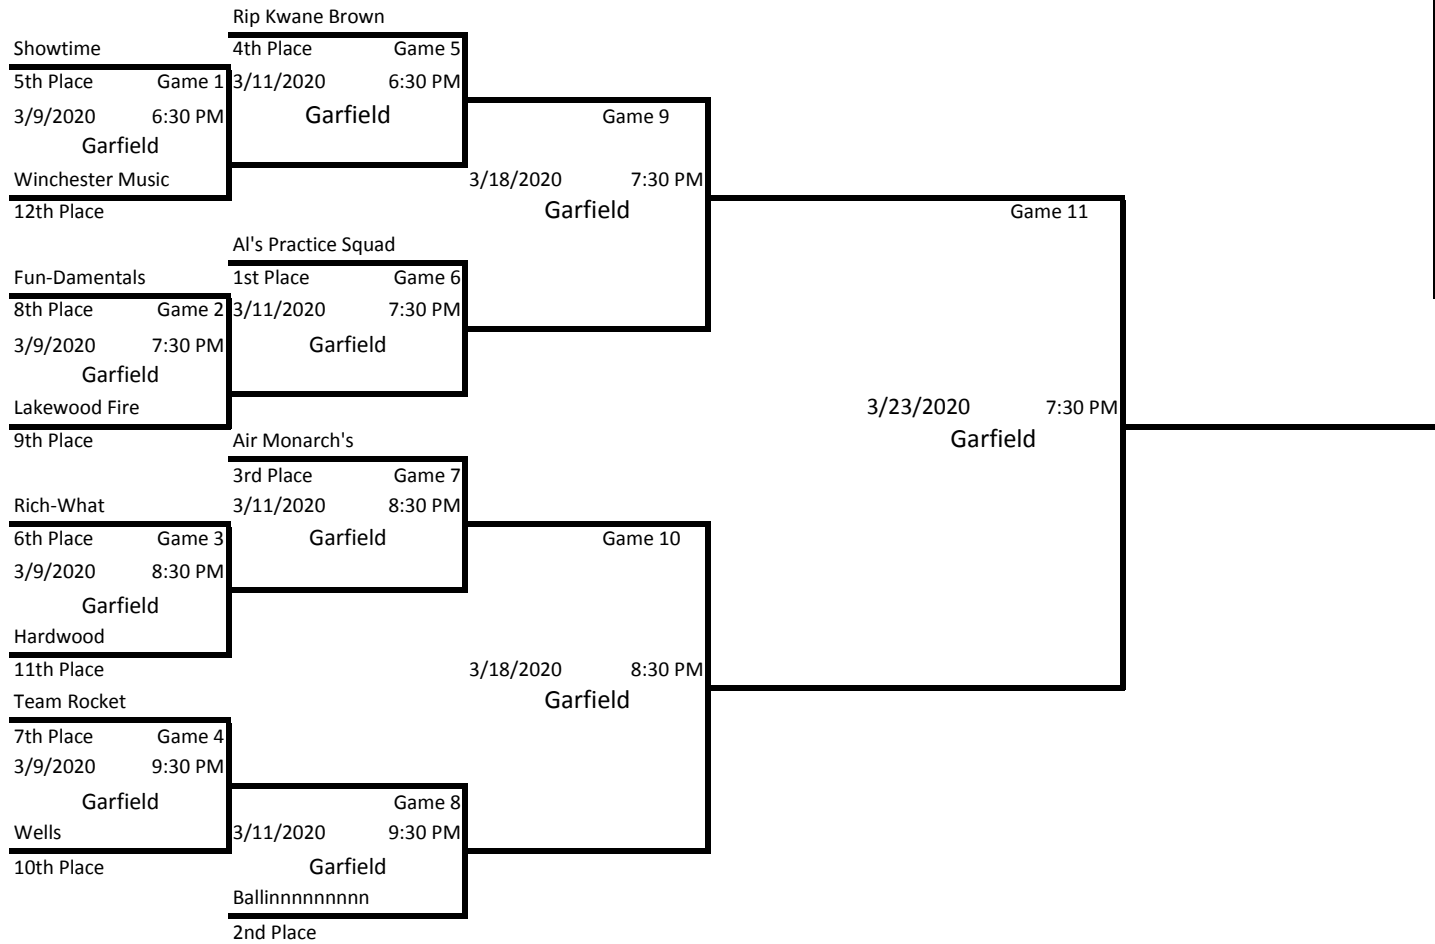 Rip Kwane Brown
Showtime
4th Place Game 5
5th Place Game 1
3/11/2020 6:30 PM
3/9/2020 6:30 PM
Garfield
Game 9
Garfield
Winchester Music
3/18/2020 7:30 PM
12th Place
Garfield
Game 11
Al's Practice Squad
Fun-Damentals
1st Place Game 6
8th Place Game 2
3/11/2020 7:30 PM
3/9/2020 7:30 PM
Garfield
Garfield
Lakewood Fire
3/23/2020 7:30 PM
9th Place
Air Monarch's
Garfield
3rd Place Game 7
Rich-What
3/11/2020 8:30 PM
6th Place Game 3
Garfield
Game 10
3/9/2020 8:30 PM
Garfield
Hardwood
11th Place
3/18/2020 8:30 PM
Team Rocket
Garfield
7th Place Game 4
3/9/2020 9:30 PM
Garfield
Game 8
Wells
3/11/2020 9:30 PM
10th Place
Garfield
Ballinnnnnnnnn
2nd Place